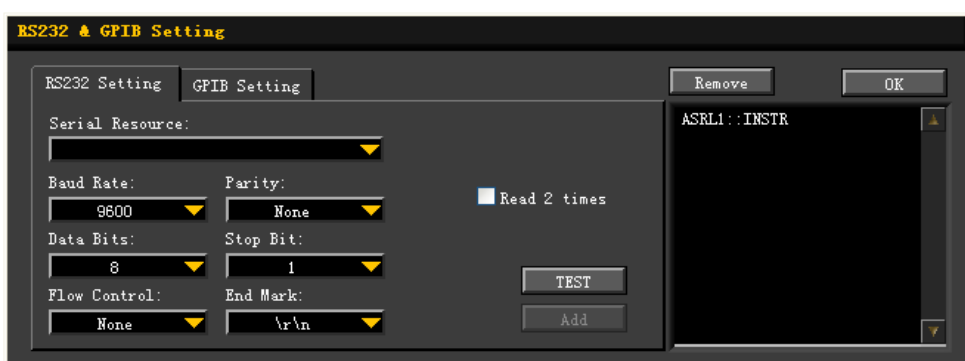 RS232 & GPIB Setting
RS232 Setting
GPIB Setting
Remove
OK
Serial Resource:
ASRL1::INSTR
Baud Rate:
Parity:
9600
None
Read 2 times
Data Bits:
Stop Bit:
8
1
TEST
Flow Control:
End Mark:
None
\r\n
Add